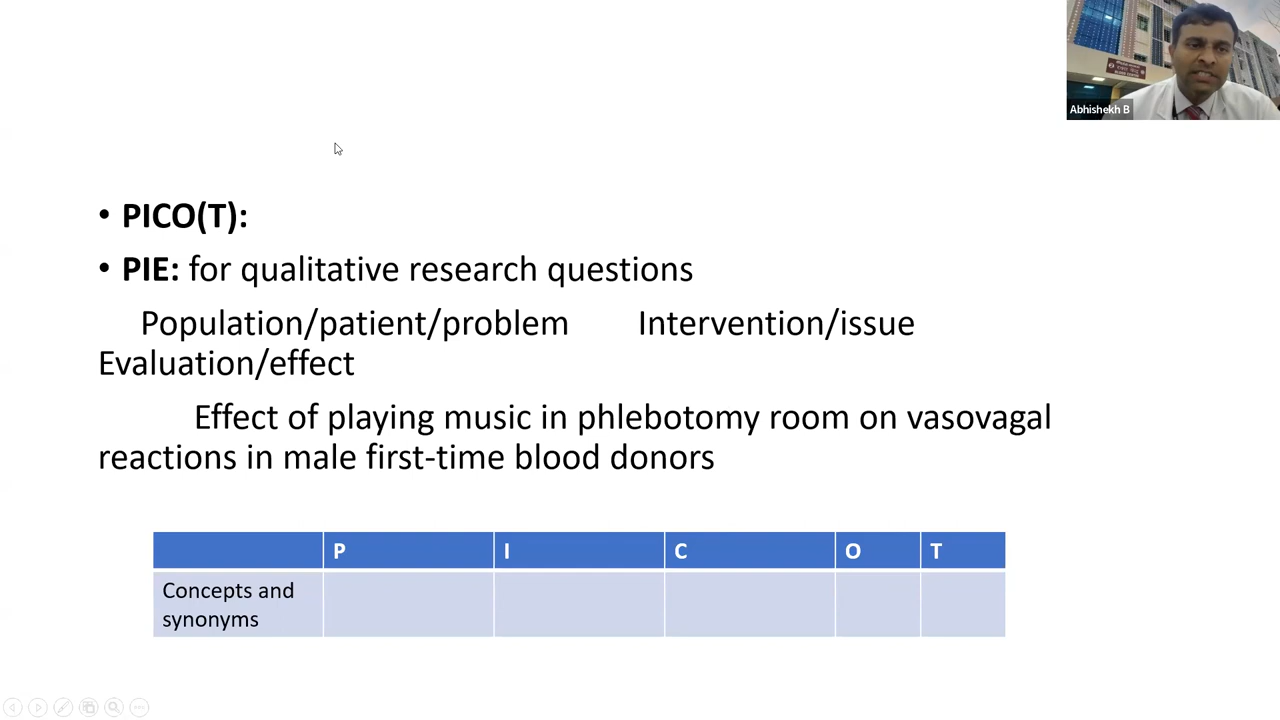 Abhishekh B
• PICO(T):
• PIE: for qualitative research questions
Population/patient/problem Intervention/issue
Evaluation/effect
Effect of playing music in phlebotomy room on vasovagal
reactions in male first-time blood donors
P I C O T
Concepts and
synonyms